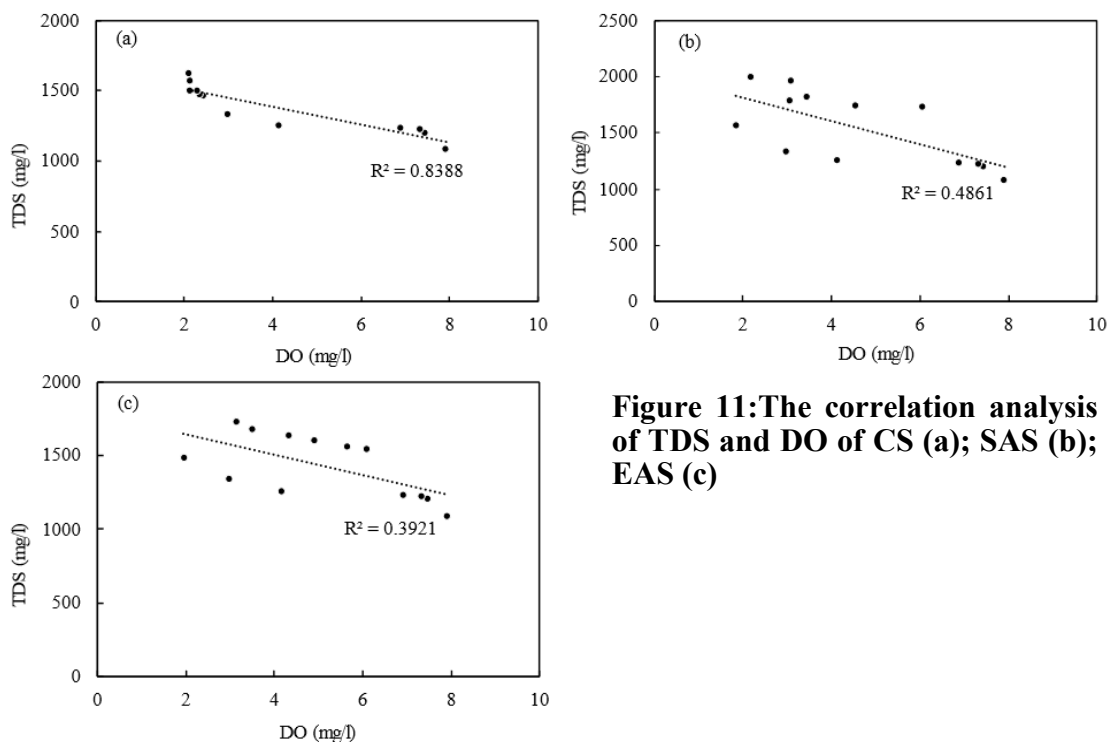 2000
(a)
1500
1000
500
0
TDS (mg/l)
R² = 0.8388
0 2 4 6 8 10
DO (mg/l)
2500
(b)
2000
1500
1000
500
0
TDS (mg/l)
R² = 0.4861
0 2 4 6 8 10
DO (mg/l)
2000
(c)
1500
1000
500
0
TDS (mg/l)
R² = 0.3921
0 2 4 6 8 10
DO (mg/l)
Figure 11:The correlation analysis
of TDS and DO of CS (a); SAS (b);
EAS (c)